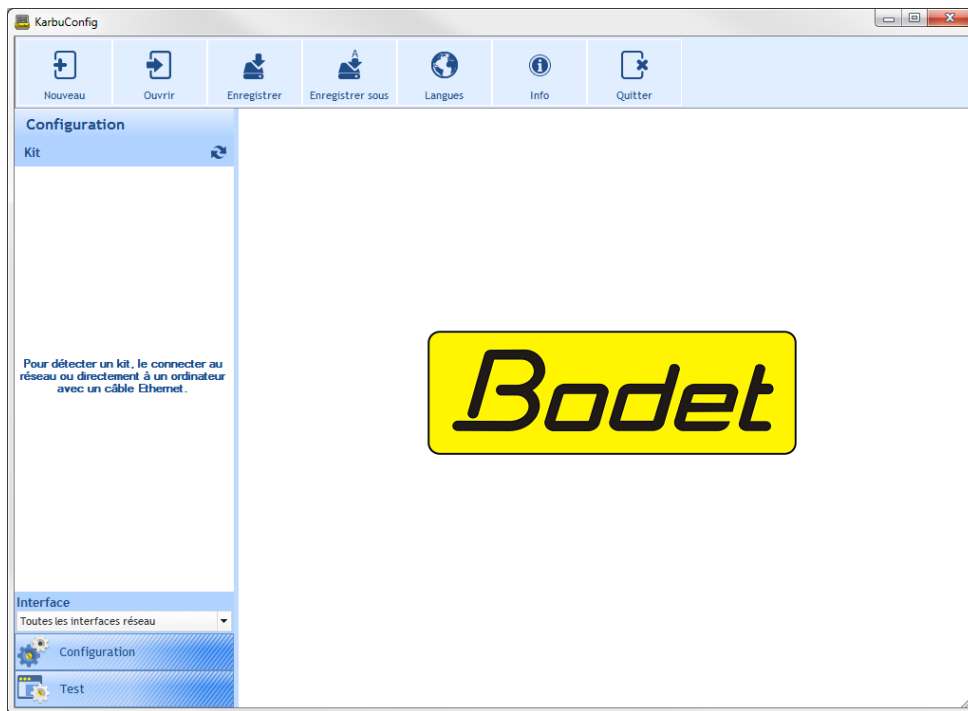 KarbuConfig
Nouveau
Ouvrir
Enregistrer
A
Enregistrer sous
Langues
Info
Quitter
Configuration
Kit
Pour détecter un kit, le connecter au
réseau ou directement à un ordinateur
avec un câble Ethernet.
Bodet
Interface
Toutes les interfaces réseau
Configuration
Test